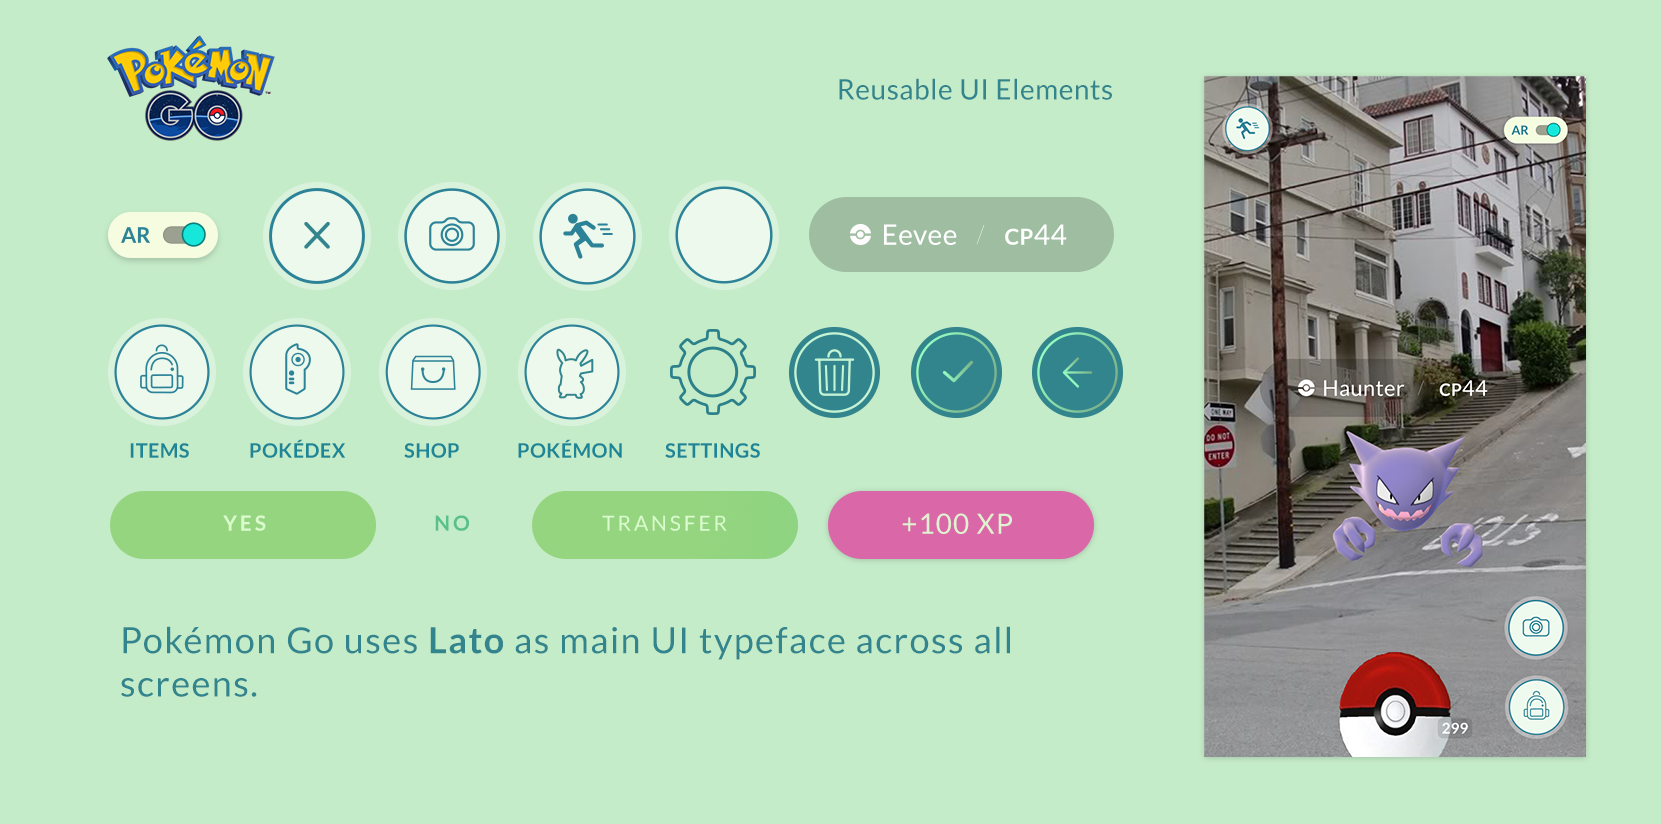 POKÉMON
GO
Reusable UI Elements
AR
Eevee / CP44
ITEMS
POKÉDEX
SHOP
POKÉMON
SETTINGS
YES
NO
TRANSFER
+100 XP
Pokémon Go uses Lato as main UI typeface across all
screens.
AR
Haunter / CP44
ONE WAY
DO NOT
ENTER
299